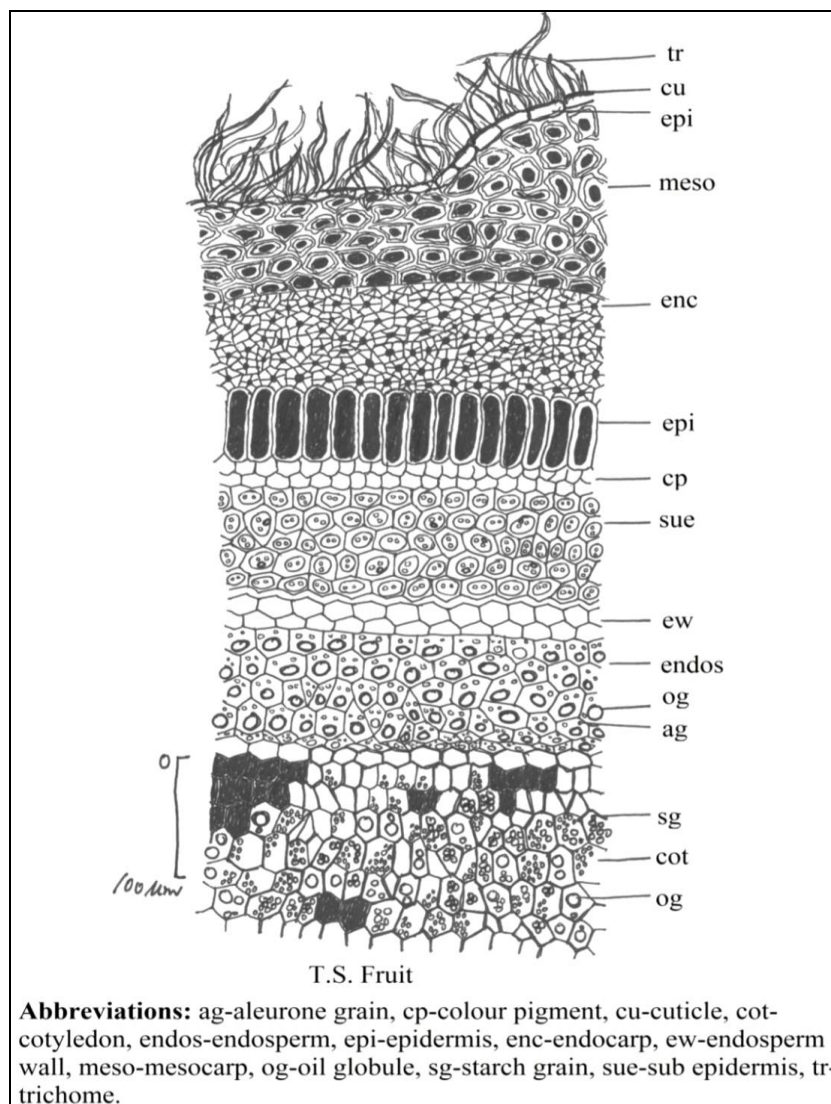 tr
cu
epi
meso
enc
epi
cp
sue
ew
endos
og
ag
0
sg
cot
100 µm
og
T.S. Fruit
Abbreviations: ag-aleurone grain, cp-colour pigment, cu-cuticle, cot-
cotyledon, endos-endosperm, epi-epidermis, enc-endocarp, ew-endosperm
wall, meso-mesocarp, og-oil globule, sg-starch grain, sue-sub epidermis, tr-
trichome.